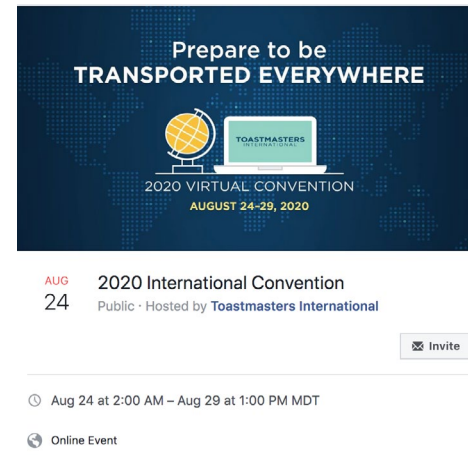 Prepare to be
TRANSPORTED EVERYWHERE
TOASTMASTERS
INTERNATIONAL
2020 VIRTUAL CONVENTION
AUGUST 24-29, 2020
AUG
24
2020 International Convention
Public · Hosted by Toastmasters International
Invite
Aug 24 at 2:00 AM – Aug 29 at 1:00 PM MDT
Online Event